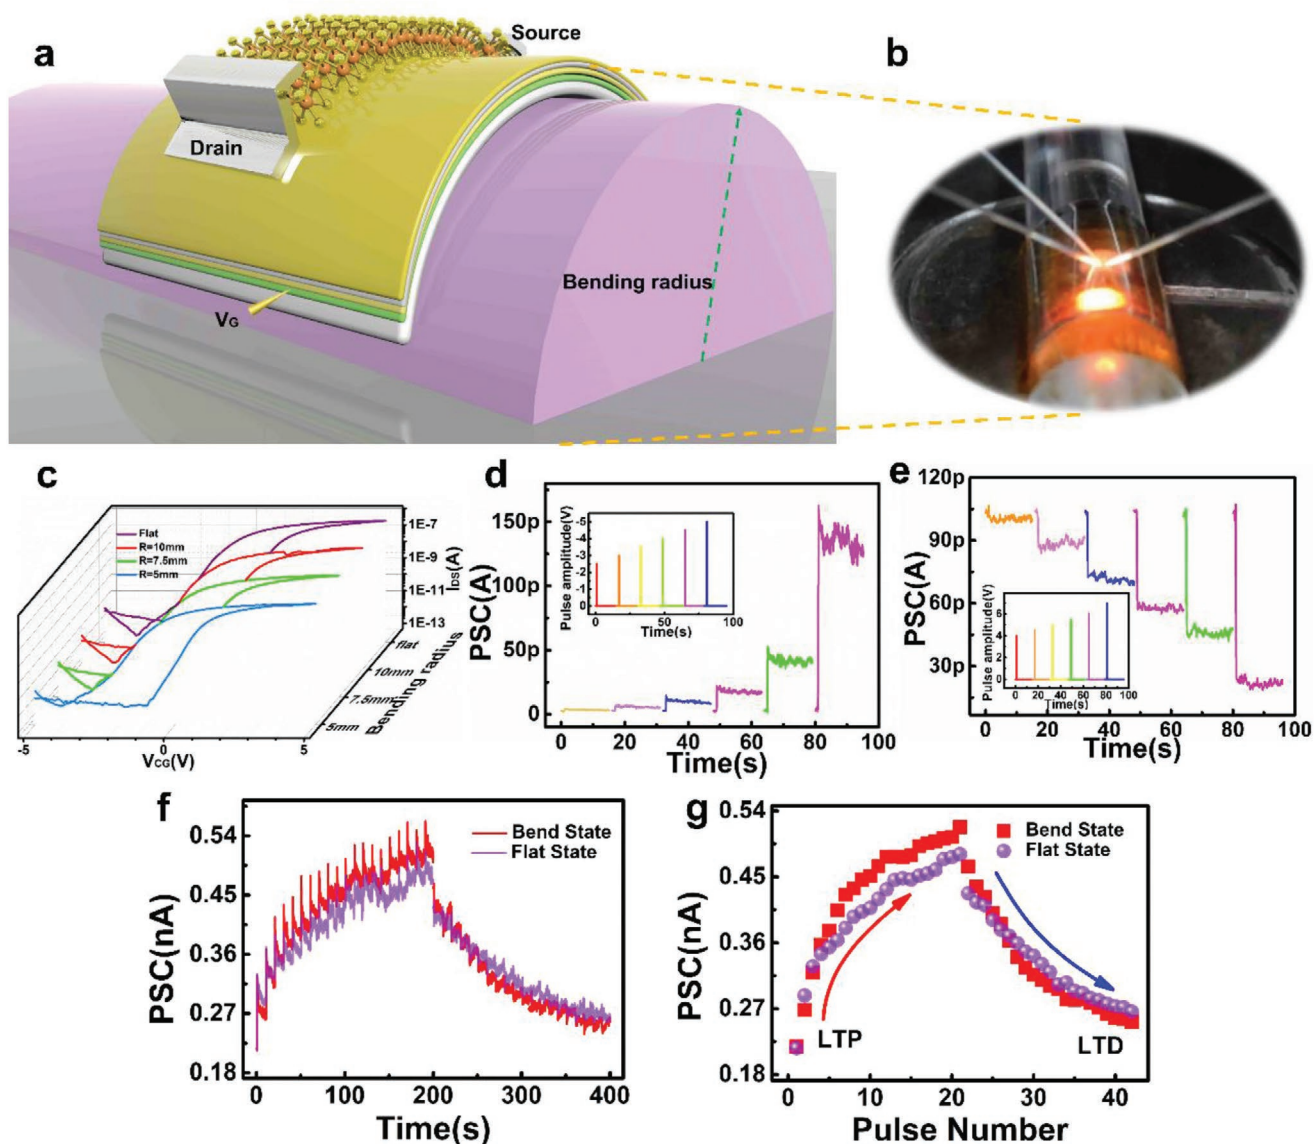 a
Source
Drain
VG
Bending radius
b
c
Flat
R=10mm
R=7.5mm
R=5mm
1E-7
1E-9
1E-11
1E-13
IDS(A)
flat
10mm
7.5mm
5mm
Bending radius
-5
0
5
VCG(V)
d
150p
100p
50p
0
PSC(A)
0
20
40
60
80
100
Time(s)
Pulse amplitude(V)
-5
-4
-3
-2
-1
0
0
50
100
Time(s)
e
120p
90p
60p
30p
PSC(A)
0
20
40
60
80
100
Time(s)
Pulse amplitude(V)
6
4
2
0
0
20
40
60
80
100
Time(s)
f
Bend State
Flat State
0.54
0.45
0.36
0.27
0.18
PSC(nA)
0
100
200
300
400
Time(s)
g
Bend State
Flat State
0.54
0.45
0.36
0.27
0.18
PSC(nA)
LTP
LTD
0
10
20
30
40
Pulse Number